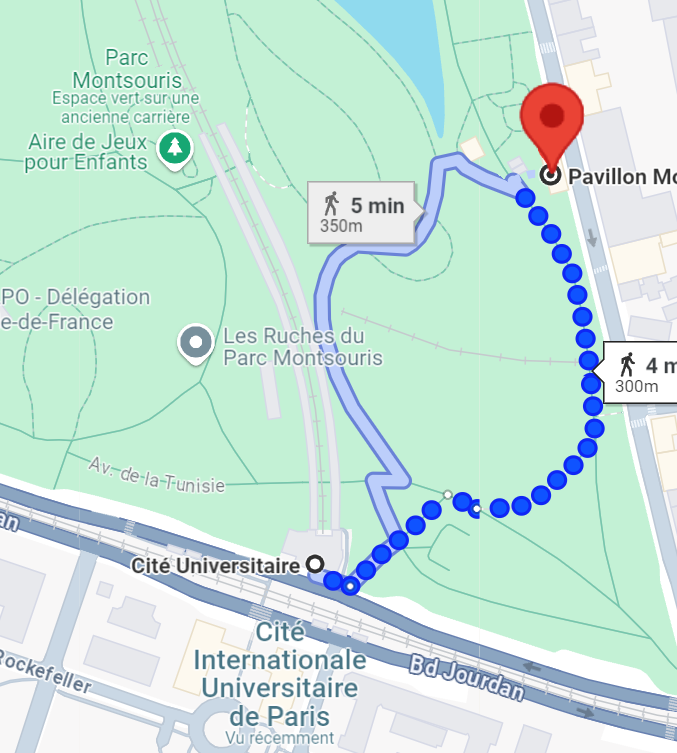 Parc
Montsouris
Espace vert sur une
ancienne carrière
Aire de Jeux
pour Enfants
Pavillon Mo
5 min
350m
PO - Délégation
e-de-France
Les Ruches du
Parc Montsouris
4 m
300m
Av. de la Tunisie
an
Cité Universitaire
Cité
Internationale
Universitaire
de Paris
Vu récemment
Bd Jourdan
Rockefeller